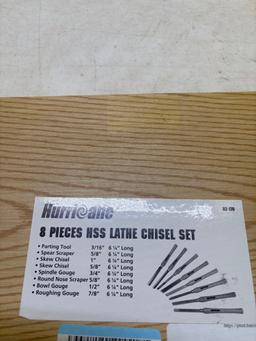 Hurricane
8 PIECES HSS LATHE CHISEL SET
• Parting Tool 3/16" 6 ¼" Long
• Spear Scraper 5/8" 6 ¼" Long
• Skew Chisel 1" 6 ¼" Long
• Skew Chisel 5/8" 6 ¼" Long
• Spindle Gouge 3/4" 6 ¼" Long
• Round Nose Scraper 5/8" 6 ¼" Long
• Bowl Gouge 1/2" 6 ¼" Long
• Roughing Gouge 7/8" 6 ¼" Long